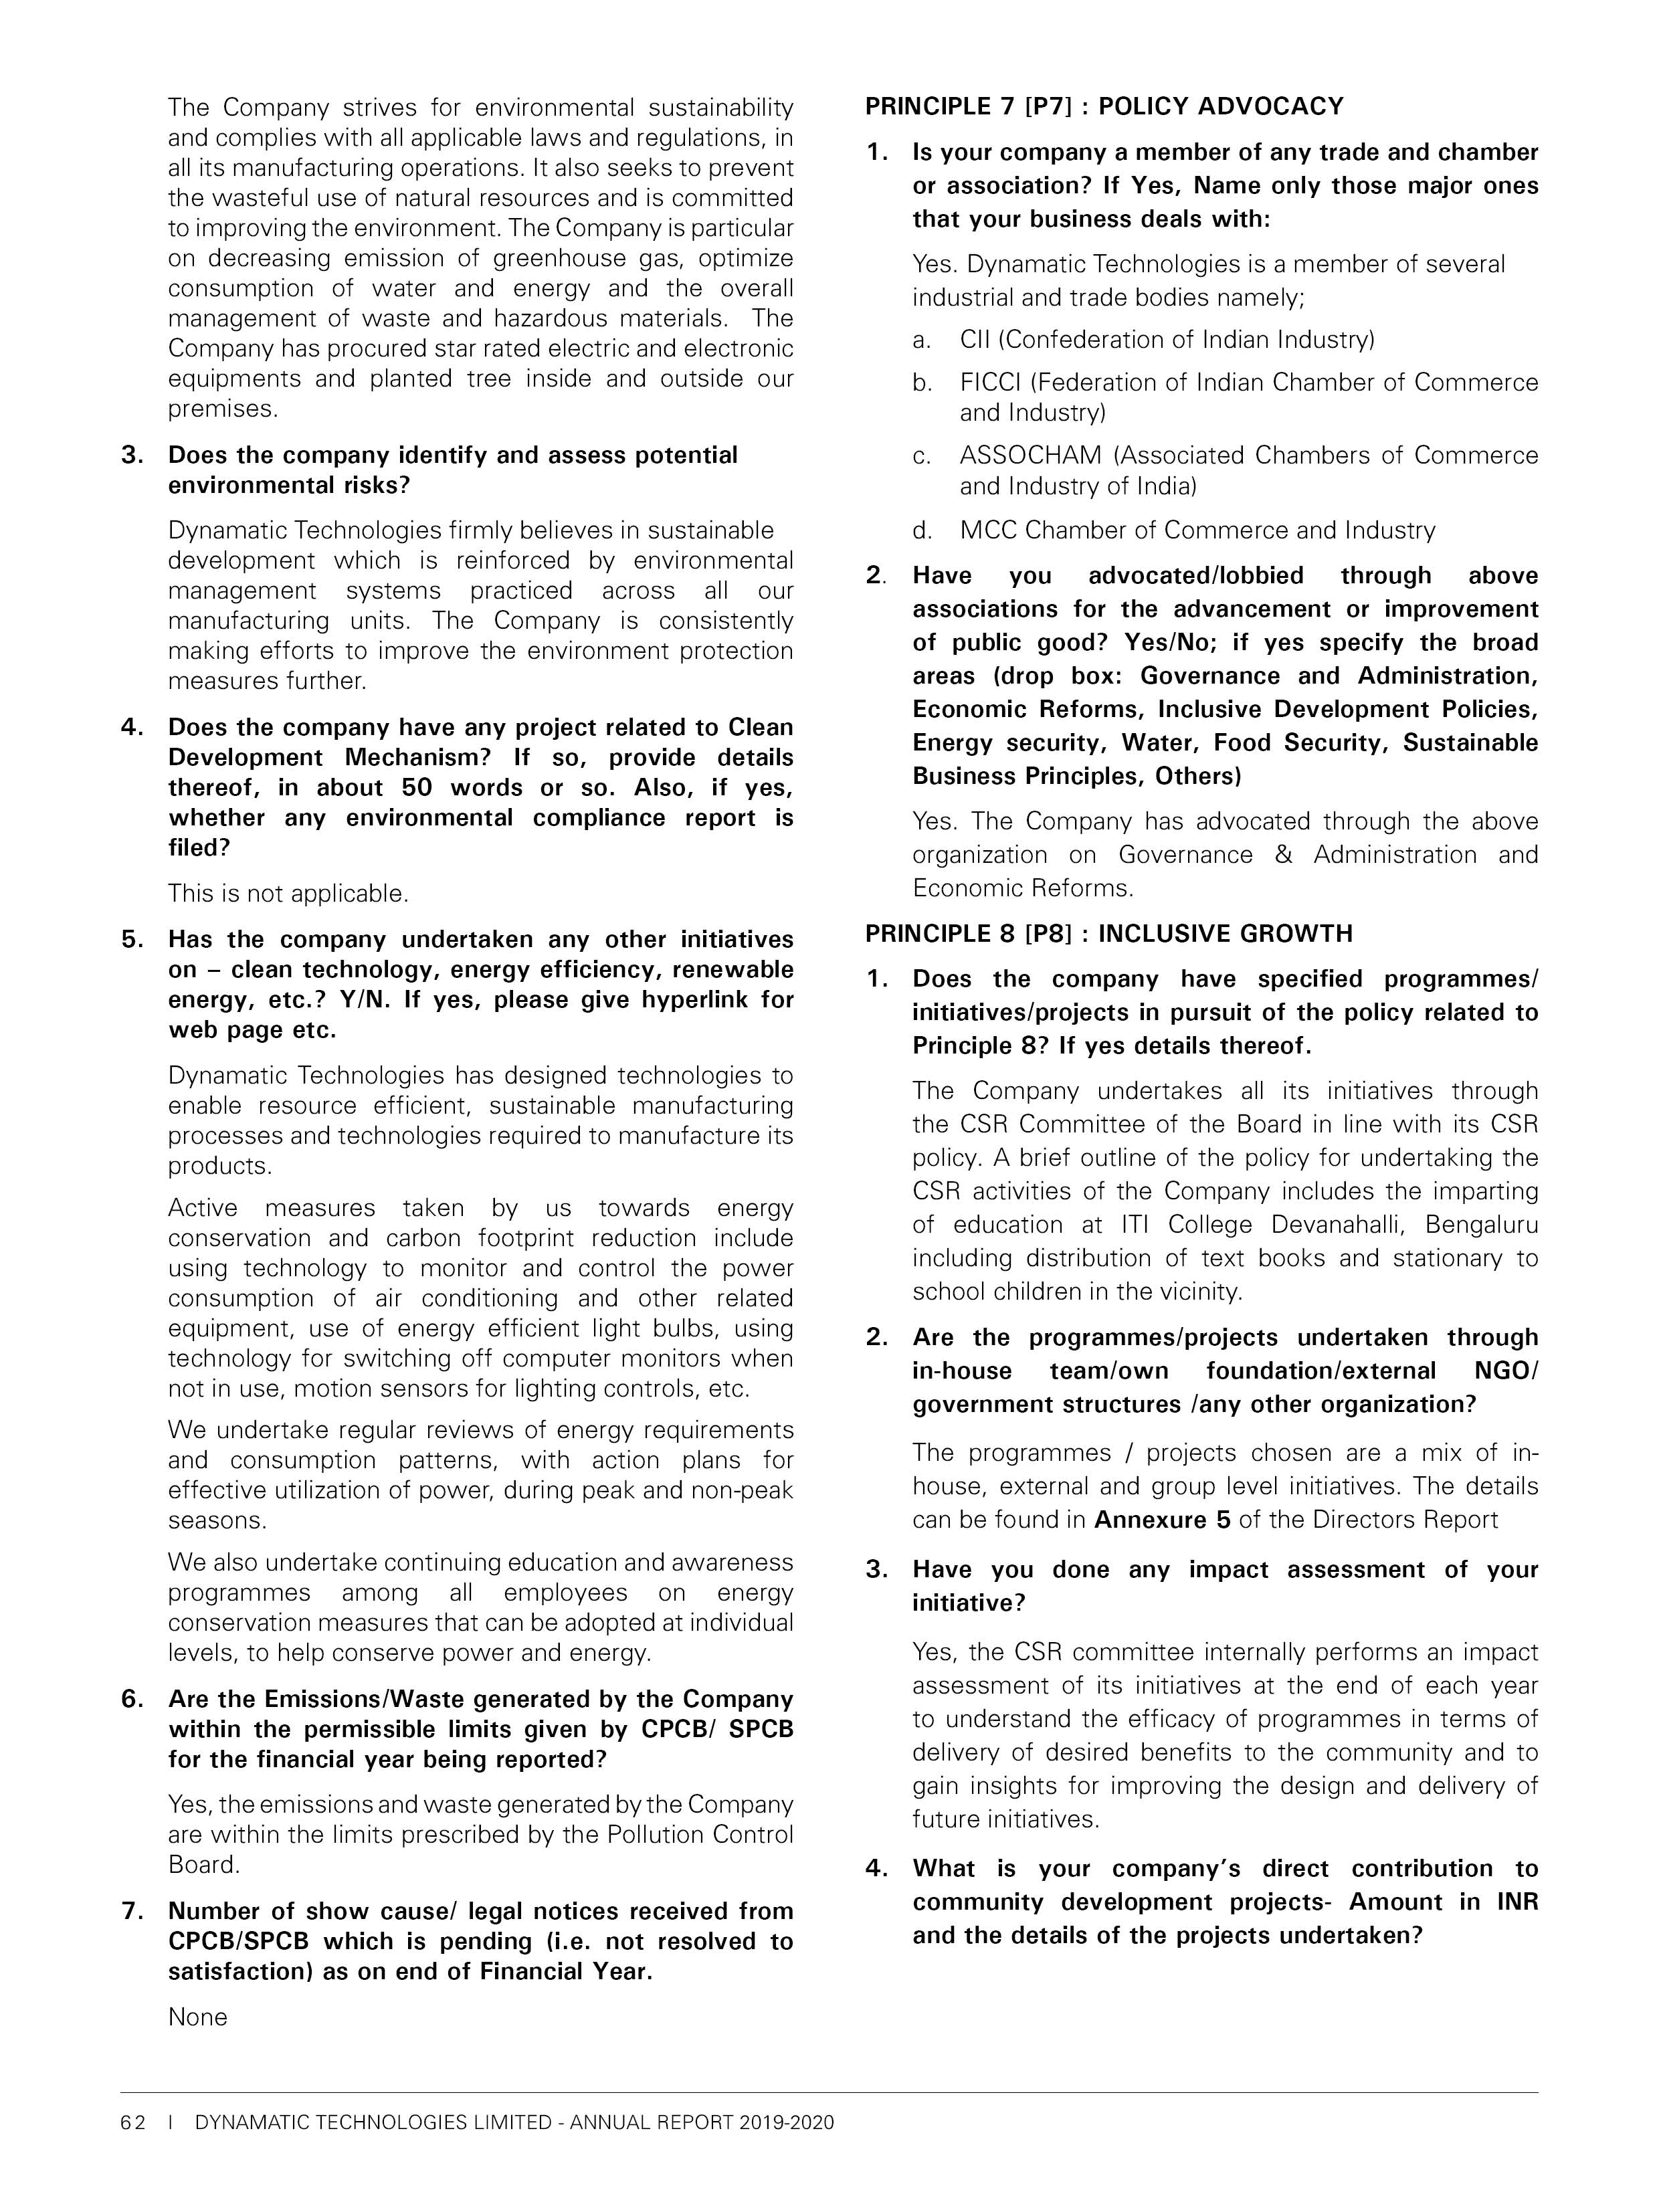 The Company strives for environmental sustainability
and complies with all applicable laws and regulations, in
all its manufacturing operations. It also seeks to prevent
the wasteful use of natural resources and is committed
to improving the environment. The Company is particular
on decreasing emission of greenhouse gas, optimize
consumption of water and energy and the overall
management of waste and hazardous materials. The
Company has procured star rated electric and electronic
equipments and planted tree inside and outside our
premises.
3. Does the company identify and assess potential
environmental risks?
Dynamatic Technologies firmly believes in sustainable
development which is reinforced by environmental
management systems practiced across all our
manufacturing units. The Company is consistently
making efforts to improve the environment protection
measures further.
4. Does the company have any project related to Clean
Development Mechanism? If so, provide details
thereof, in about 50 words or so. Also, if yes,
whether any environmental compliance report is
filed?
This is not applicable.
5. Has the company undertaken any other initiatives
on – clean technology, energy efficiency, renewable
energy, etc.? Y/N. If yes, please give hyperlink for
web page etc.
Dynamatic Technologies has designed technologies to
enable resource efficient, sustainable manufacturing
processes and technologies required to manufacture its
products.
Active measures taken by us towards energy
conservation and carbon footprint reduction include
using technology to monitor and control the power
consumption of air conditioning and other related
equipment, use of energy efficient light bulbs, using
technology for switching off computer monitors when
not in use, motion sensors for lighting controls, etc.
We undertake regular reviews of energy requirements
and consumption patterns, with action plans for
effective utilization of power, during peak and non-peak
seasons.
We also undertake continuing education and awareness
programmes among all employees on energy
conservation measures that can be adopted at individual
levels, to help conserve power and energy.
6. Are the Emissions/Waste generated by the Company
within the permissible limits given by CPCB/ SPCB
for the financial year being reported?
Yes, the emissions and waste generated by the Company
are within the limits prescribed by the Pollution Control
Board.
7. Number of show cause/ legal notices received from
CPCB/SPCB which is pending (i.e. not resolved to
satisfaction) as on end of Financial Year.
None
PRINCIPLE 7 [P7] : POLICY ADVOCACY
1. Is your company a member of any trade and chamber
or association? If Yes, Name only those major ones
that your business deals with:
Yes. Dynamatic Technologies is a member of several
industrial and trade bodies namely;
a. CII (Confederation of Indian Industry)
b. FICCI (Federation of Indian Chamber of Commerce
and Industry)
c. ASSOCHAM (Associated Chambers of Commerce
and Industry of India)
d. MCC Chamber of Commerce and Industry
2. Have you advocated/lobbied through above
associations for the advancement or improvement
of public good? Yes/No; if yes specify the broad
areas (drop box: Governance and Administration,
Economic Reforms, Inclusive Development Policies,
Energy security, Water, Food Security, Sustainable
Business Principles, Others)
Yes. The Company has advocated through the above
organization on Governance & Administration and
Economic Reforms.
PRINCIPLE 8 [P8] : INCLUSIVE GROWTH
1. Does the company have specified programmes/
initiatives/projects in pursuit of the policy related to
Principle 8? If yes details thereof.
The Company undertakes all its initiatives through
the CSR Committee of the Board in line with its CSR
policy. A brief outline of the policy for undertaking the
CSR activities of the Company includes the imparting
of education at ITI College Devanahalli, Bengaluru
including distribution of text books and stationary to
school children in the vicinity.
2. Are the programmes/projects undertaken through
in-house team/own foundation/external NGO/
government structures /any other organization?
The programmes / projects chosen are a mix of in-
house, external and group level initiatives. The details
can be found in Annexure 5 of the Directors Report
3. Have you done any impact assessment of your
initiative?
Yes, the CSR committee internally performs an impact
assessment of its initiatives at the end of each year
to understand the efficacy of programmes in terms of
delivery of desired benefits to the community and to
gain insights for improving the design and delivery of
future initiatives.
4. What is your company's direct contribution to
community development projects- Amount in INR
and the details of the projects undertaken?
62 I DYNAMATIC TECHNOLOGIES LIMITED - ANNUAL REPORT 2019-2020